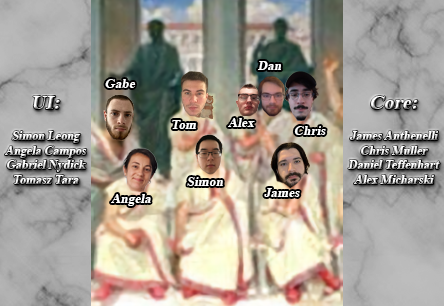 UI:
Simon Leong
Angela Campos
Gabriel Nydick
Tomasz Tara
Gabe
Tom
Dan
Alex
Chris
Angela
Simon
James
Core:
James Anthenelli
Chris Muller
Daniel Teffenhart
Alex Micharski